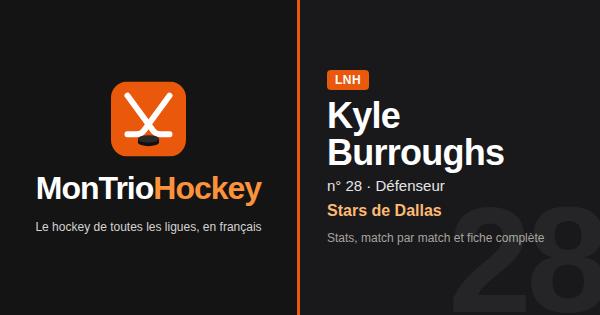 MonTrioHockey
Le hockey de toutes les ligues, en français
LNH
Kyle
Burroughs
n° 28 · Défenseur
Stars de Dallas
Stats, match par match et fiche complète
28